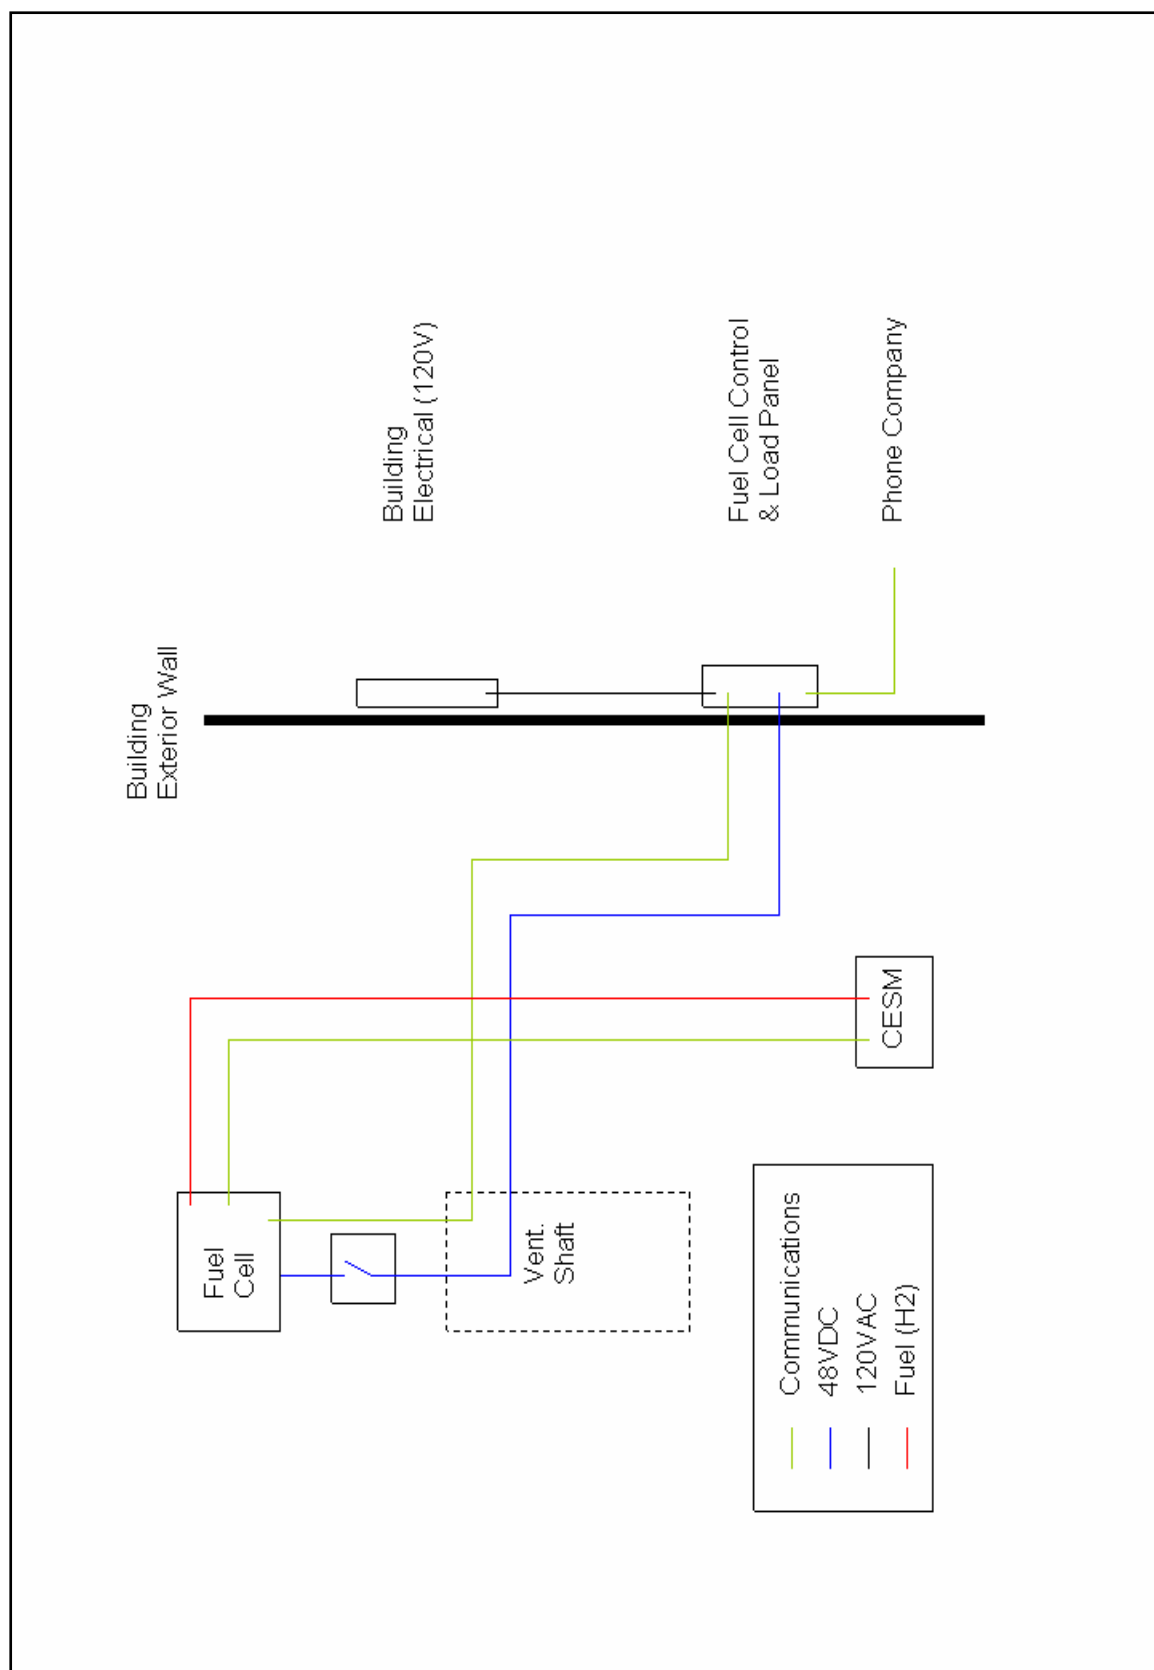 Building
Exterior Wall
Building
Electrical (120V)
Fuel Cell Control
& Load Panel
Phone Company
Fuel
Cell
Vent.
Shaft
CESM
Communications
48VDC
120VAC
Fuel (H2)